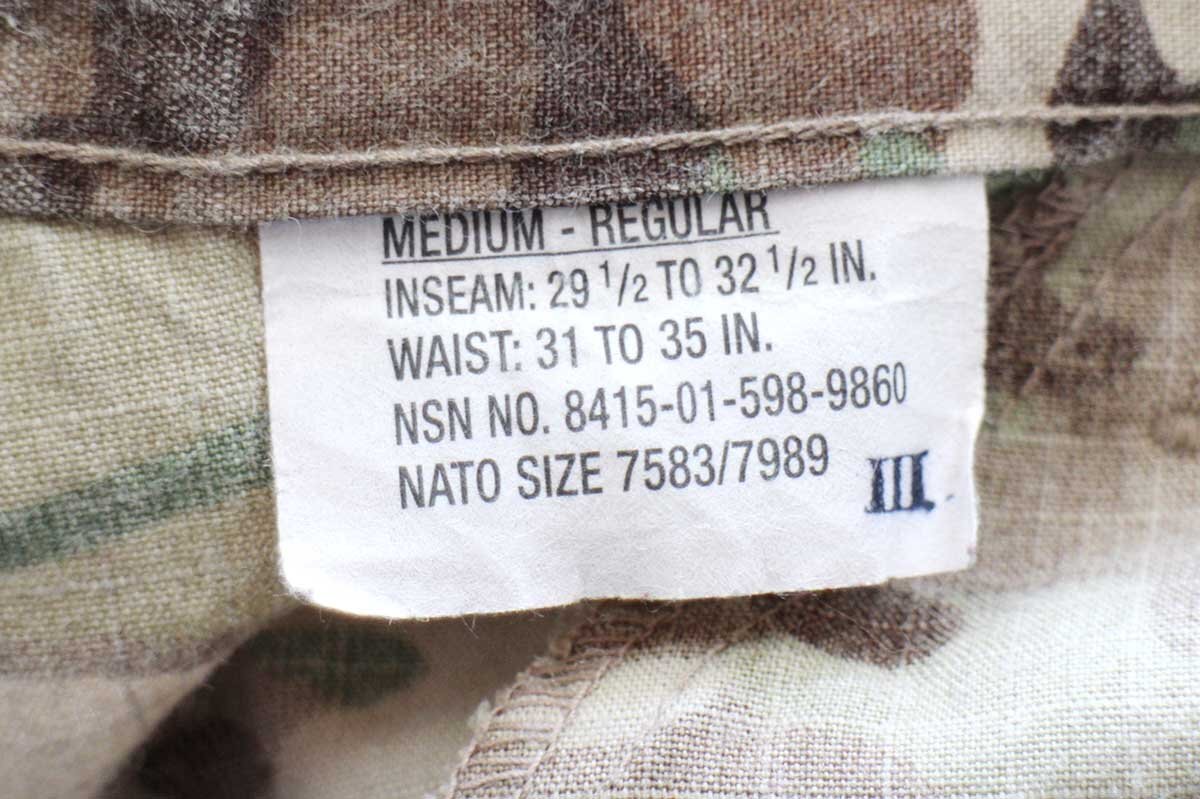 MEDIUM - REGULAR
INSEAM: 29 1/2 TO 32 1/2 IN.
WAIST: 31 TO 35 IN.
NSN NO. 8415-01-598-9860
NATO SIZE 7583/7989
III